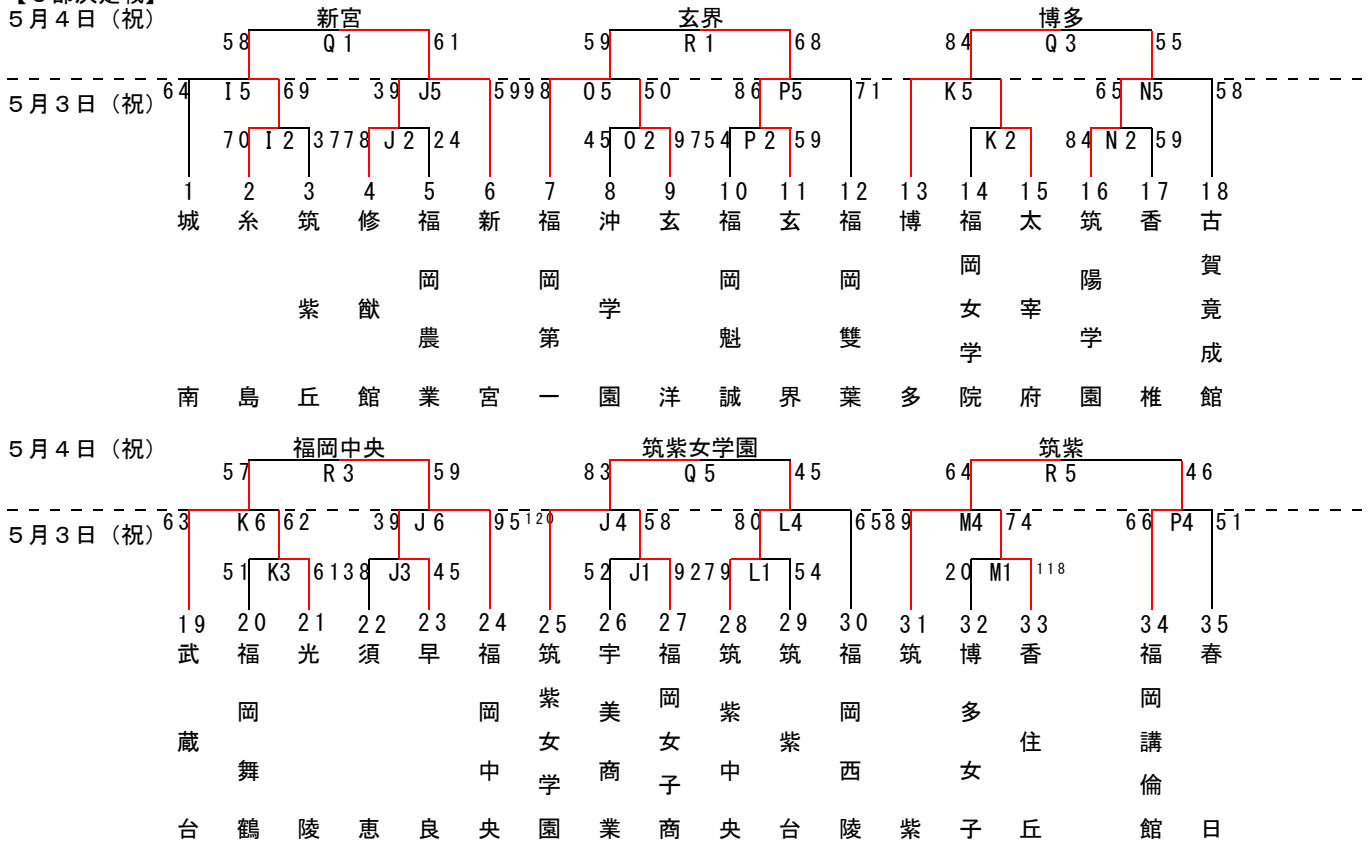 5月4日（祝）
新宮
玄界
博多
58 Q1 61 59 R1 68 84 Q3 55
5月3日（祝）
64 I5 69 39 J5 59 98 O5 50 86 P5 71 K5 65 N5 58
70 I2 37 78 J2 24 45 O2 97 54 P2 59 K2 84 N2 59
1 2 3 4 5 6 7 8 9 10 11 12 13 14 15 16 17 18
城南
糸島
筑紫丘
修猷館
福岡農業
新宮
福岡第一
沖学園
玄洋
福岡魁誠
玄界
福岡雙葉
博多
福岡女学院
太宰府
筑陽学園
香椎
古賀竟成館
5月4日（祝）
福岡中央
筑紫女学園
筑紫
57 R3 59 83 Q5 45 64 R5 46
5月3日（祝）
63 K6 62 39 J6 95 120 J4 58 80 L4 65 89 M4 74 66 P4 51
51 K3 61 38 J3 45 52 J1 92 79 L1 54 20 M1 118
19 20 21 22 23 24 25 26 27 28 29 30 31 32 33 34 35
武蔵台
福岡舞鶴
光陵
須恵
早良
福岡中央
筑紫女学園
宇美商業
福岡女子商
筑紫中央
筑紫台
福岡西陵
筑紫
博多女子
香住丘
福岡講倫館
春日